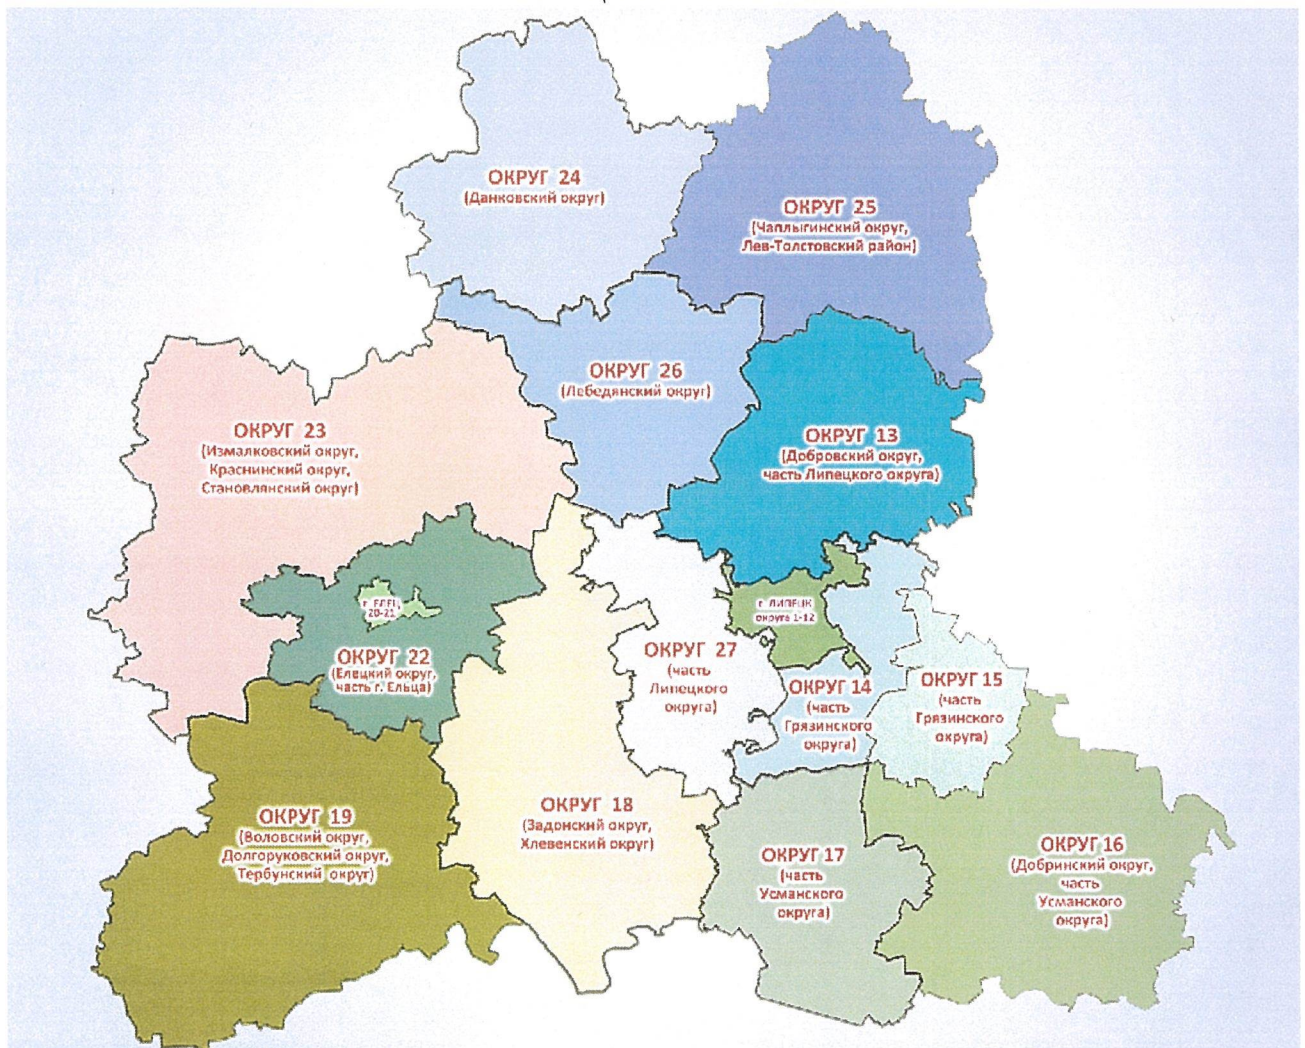 ОКРУГ 24
(Данковский округ)
ОКРУГ 25
(Чаплыгинский округ,
Лев-Толстовский район)
ОКРУГ 26
(Лебедянский округ)
ОКРУГ 23
(Измалковский округ,
Краснинский округ,
Становлянский округ)
ОКРУГ 13
(Добровский округ,
часть Липецкого округа)
г. ЕЛЕЦ
20-21
г. ЛИПЕЦК
округа 1-12
ОКРУГ 22
(Елецкий округ,
часть г. Ельца)
ОКРУГ 27
(часть
Липецкого
округа)
ОКРУГ 14
(часть
Грязинского
округа)
ОКРУГ 15
(часть
Грязинского
округа)
ОКРУГ 19
(Воловский округ,
Долгоруковский округ,
Тербунский округ)
ОКРУГ 18
(Задонский округ,
Хлевенский округ)
ОКРУГ 17
(часть
Усманского
округа)
ОКРУГ 16
(Добринский округ,
часть
Усманского
округа)